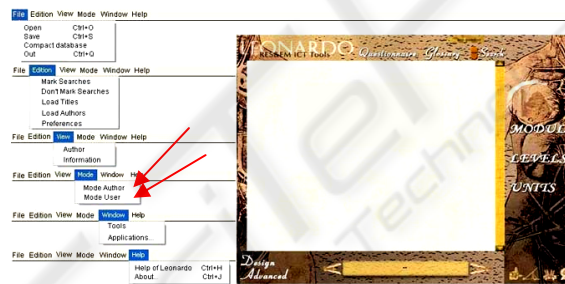 File Edition View Mode Window Help
Open Ctrl+O
Save Ctrl+S
Compact database
Out Ctrl+Q
File Edition View Mode Window Help
Mark Searches
Don't Mark Searches
Load Titles
Load Authors
Preferences
File Edition View Mode Window Help
Author
Information
File Edition View Mode Window Help
Mode Author
Mode User
File Edition View Mode Window Help
Tools
Applications...
File Edition View Mode Window Help
Help of Leonardo Ctrl+H
About Ctrl+J
LEONARDO
RESBEM ICT Tools Questionnaire Glossary
MODUL
LEVELS
UNITS
Design
Advanced